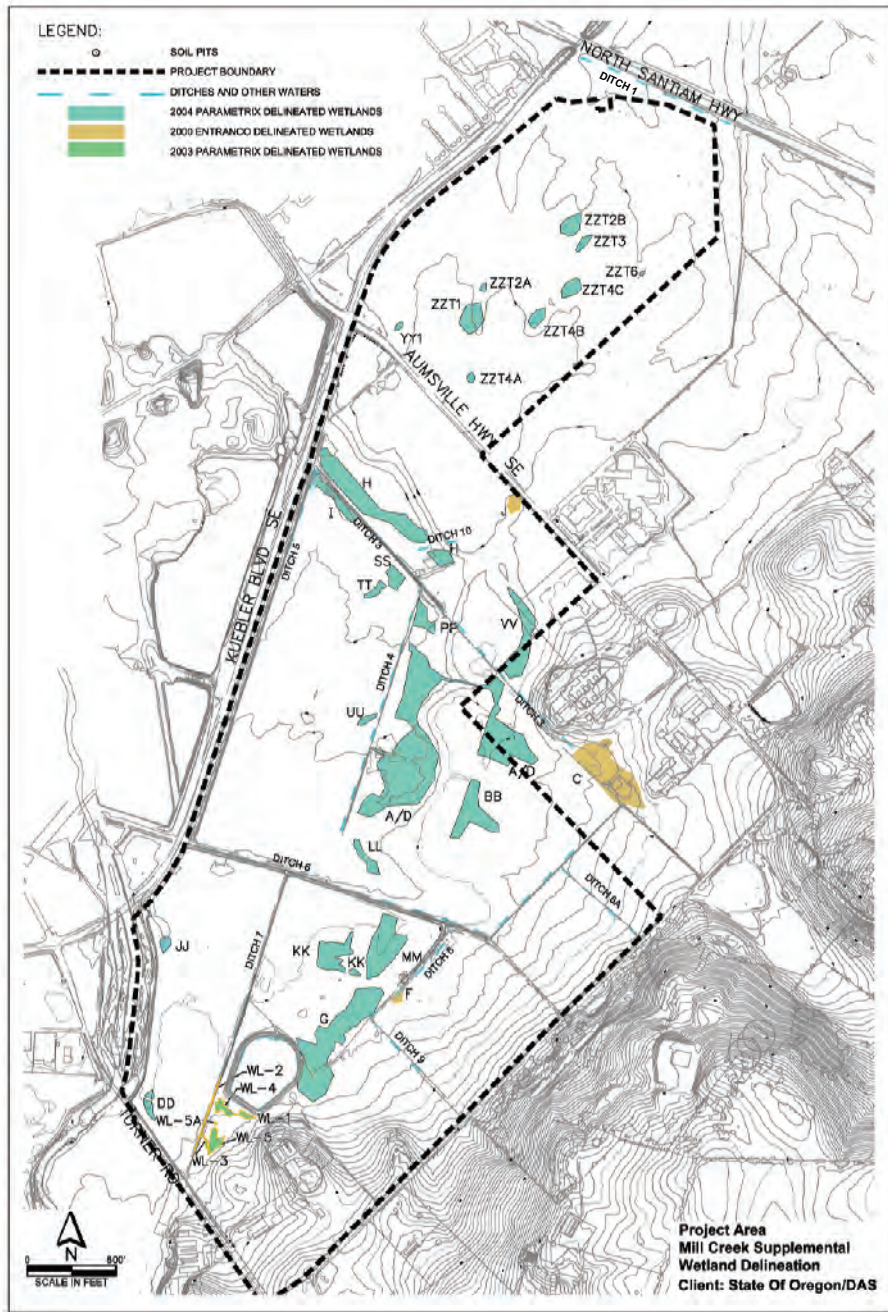 LEGEND:
SOIL PITS
PROJECT BOUNDARY
DITCHES AND OTHER WATERS
2004 PARAMETRIX DELINEATED WETLANDS
2000 ENTRANCO DELINEATED WETLANDS
2003 PARAMETRIX DELINEATED WETLANDS
NORTH SANTIAM HWY
DITCH 1
ZZT2B
ZZT3
ZZT6
ZZT2A
ZZT4C
ZZT1
ZZT4B
YY1
ZZT4A
AUMSVILLE HWY SE
H
I
DITCH 3
DITCH 10
H
KUEBLER BLVD SE
DITCH 5
SS
TT
PP
VV
DITCH 4
UU
DITCH 3
A/D
C
BB
A/D
LL
DITCH 6
DITCH 6A
JJ
DITCH 7
KK
KK
MM
DITCH 6
F
G
DITCH 9
WL-2
WL-4
DD
WL-5A
WL-1
WL-5
WL-3
TURNER RD
N
0 600'
SCALE IN FEET
Project Area
Mill Creek Supplemental
Wetland Delineation
Client: State Of Oregon/DAS